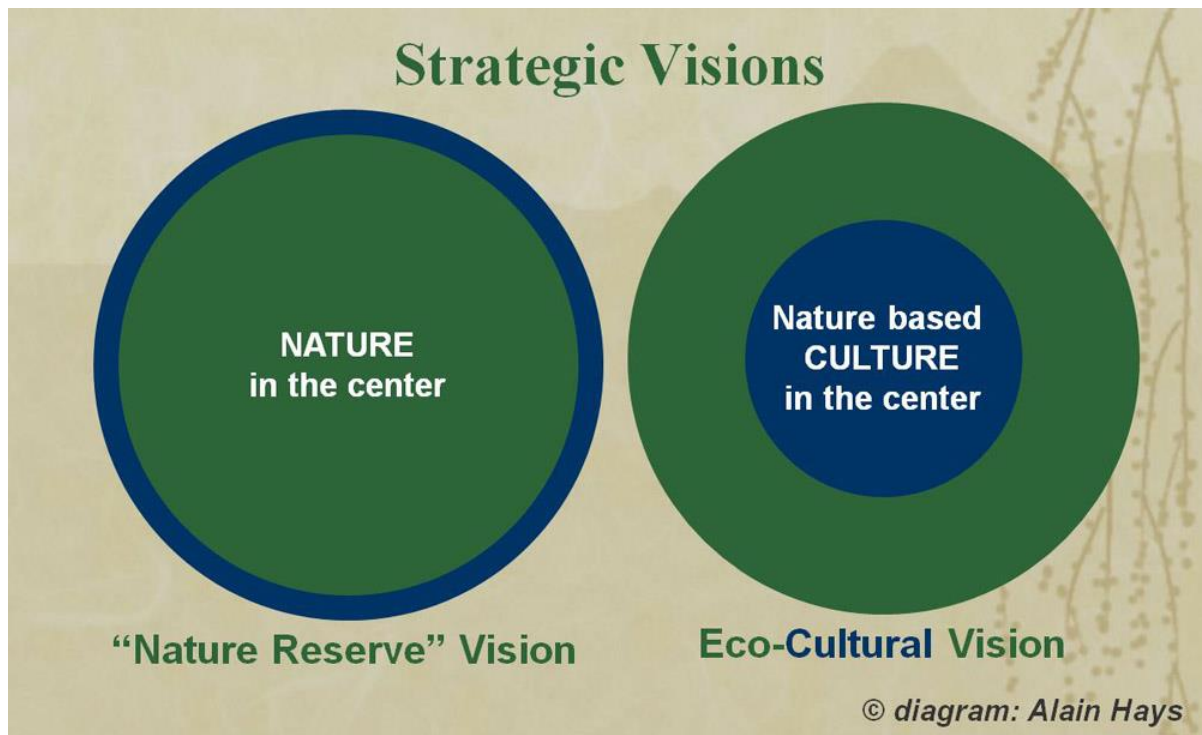 Strategic Visions
NATURE
in the center
Nature based
CULTURE
in the center
“Nature Reserve” Vision
Eco-Cultural Vision
© diagram: Alain Hays